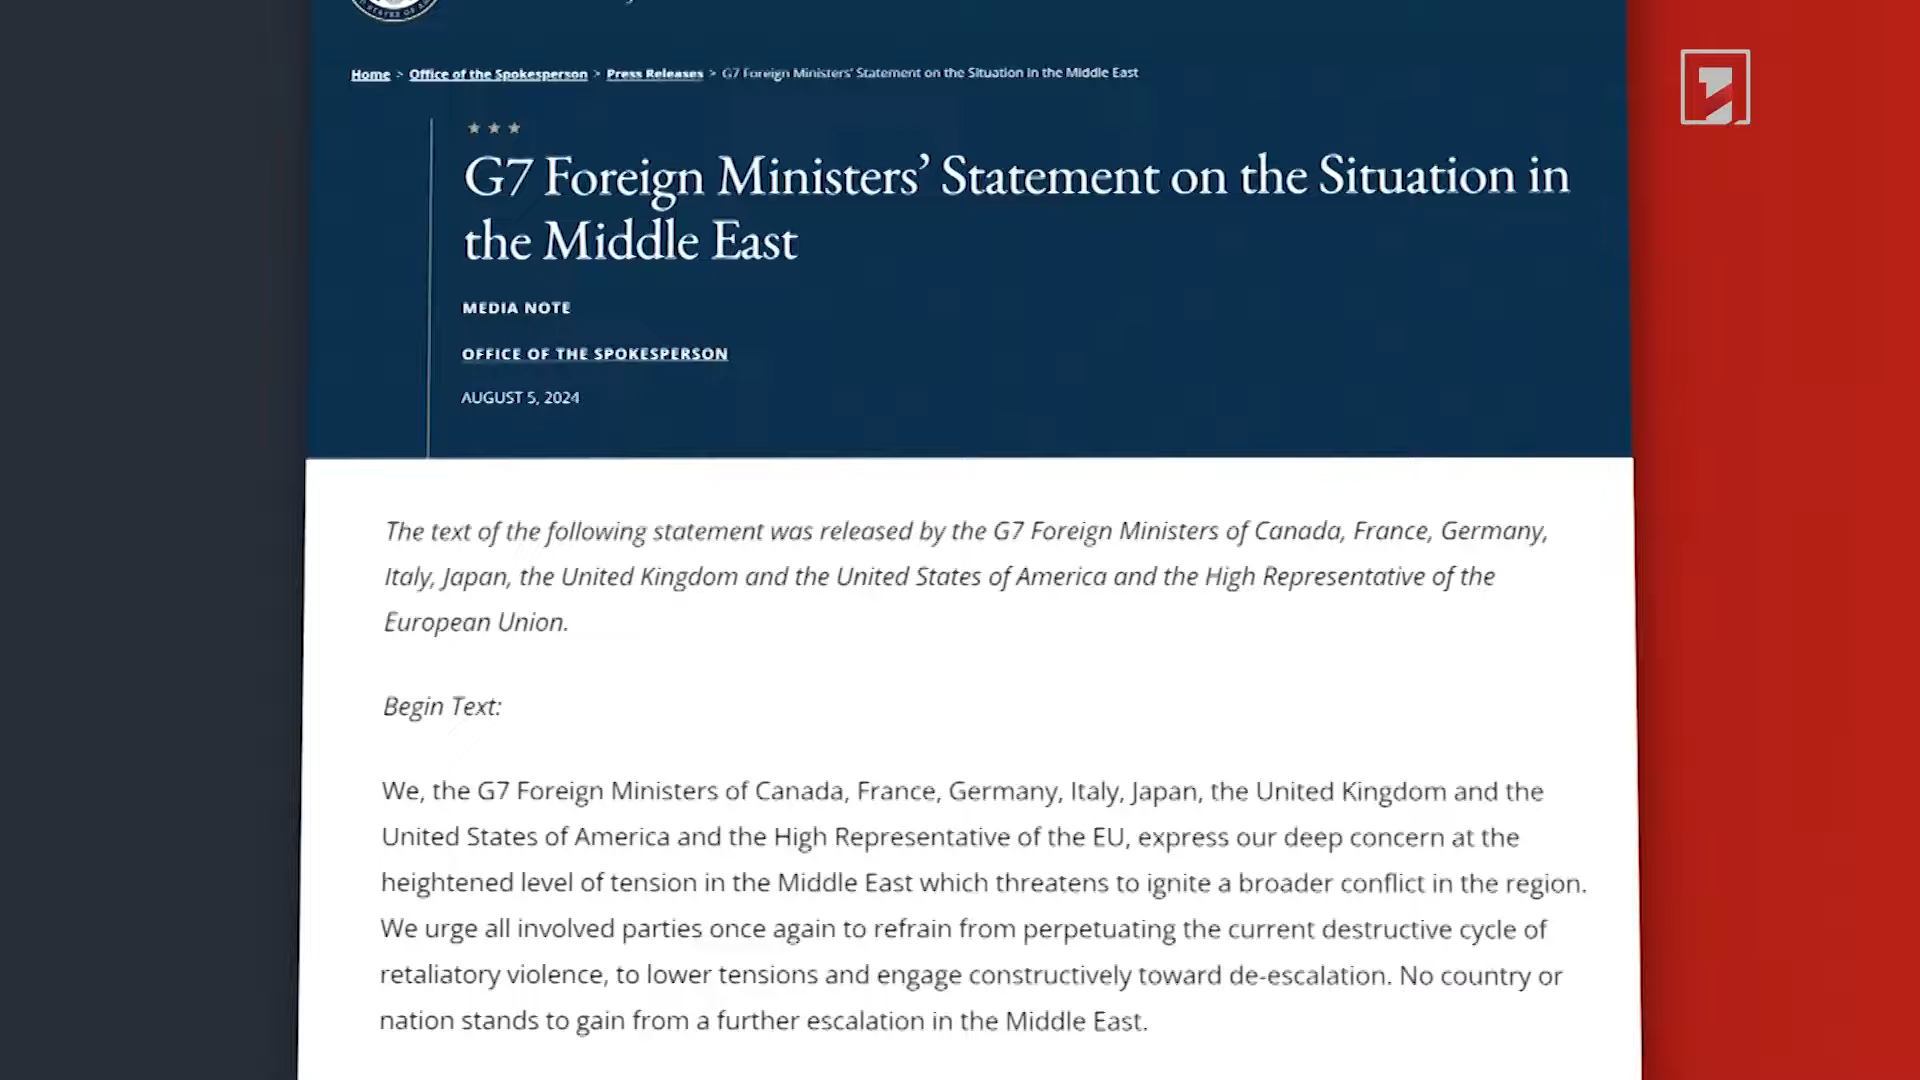 Home > Office of the Spokesperson > Press Releases > G7 Foreign Ministers' Statement on the Situation in the Middle East
G7 Foreign Ministers’ Statement on the Situation in
the Middle East
MEDIA NOTE
OFFICE OF THE SPOKESPERSON
AUGUST 5, 2024
The text of the following statement was released by the G7 Foreign Ministers of Canada, France, Germany,
Italy, Japan, the United Kingdom and the United States of America and the High Representative of the
European Union.
Begin Text:
We, the G7 Foreign Ministers of Canada, France, Germany, Italy, Japan, the United Kingdom and the
United States of America and the High Representative of the EU, express our deep concern at the
heightened level of tension in the Middle East which threatens to ignite a broader conflict in the region.
We urge all involved parties once again to refrain from perpetuating the current destructive cycle of
retaliatory violence, to lower tensions and engage constructively toward de-escalation. No country or
nation stands to gain from a further escalation in the Middle East.